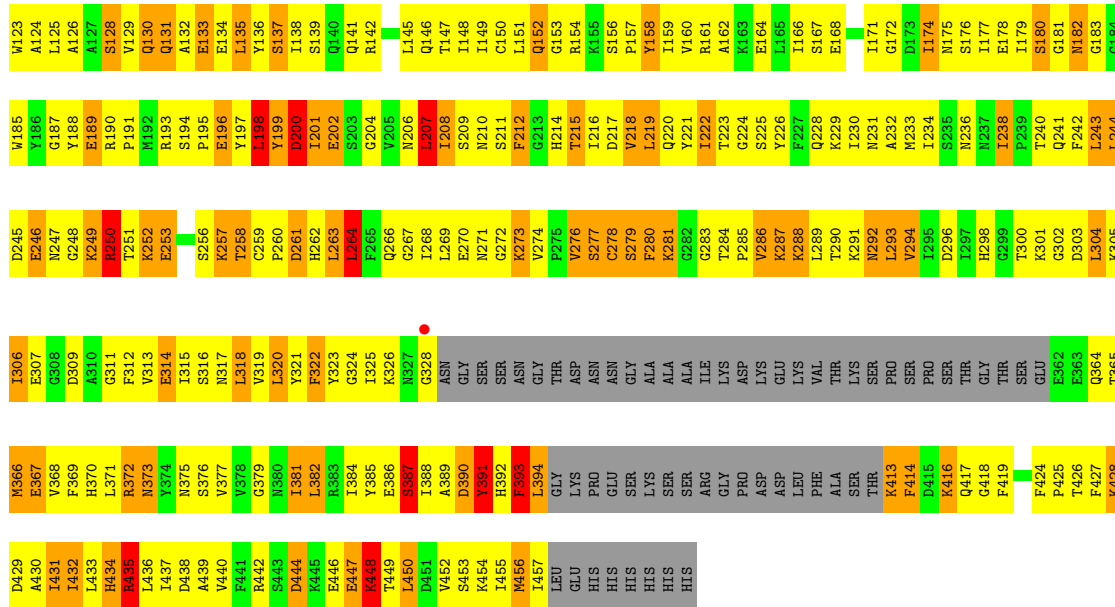 W123 A124 L125 A126 A127 S128 V129 Q130 Q131 A132 E133 E134 L135 Y136 S137 I138 S139 Q140 Q141 R142 L145 Q146 T147 I148 I149 C150 L151 Q152 G153 R154 K155 S156 P157 Y158 I159 V160 R161 A162 K163 E164 L165 I166 S167 E168 I171 G172 D173 I174 N175 S176 I177 E178 I179 S180 G181 N182 G183 G184
W185 Y186 G187 Y188 E189 R190 P191 M192 R193 S194 P195 E196 Y197 L198 Y199 D200 I201 E202 S203 G204 V205 N206 L207 I208 S209 N210 S211 F212 G213 H214 T215 I216 D217 V218 L219 Q220 Y221 I222 T223 G224 S225 Y226 F227 Q228 K229 I230 N231 A232 M233 I234 S235 N236 N237 I238 P239 T240 Q241 F242 L243 L244
D245 E246 N247 G248 K249 R250 T251 K252 E253 S256 K257 T258 C259 P260 D261 H262 L263 L264 F265 Q266 G267 I268 L269 E270 N271 G272 K273 V274 P275 V276 S277 C278 S279 F280 K281 G282 G283 T284 P285 V286 K287 K288 L289 T290 K291 N292 L293 V294 I295 D296 I297 H298 G299 T300 K301 G302 D303 L304 K305
I306 E307 G308 D309 A310 G311 F312 V313 E314 I315 S316 N317 L318 V319 L320 Y321 F322 Y323 G324 I325 K326 N327 G328 ASN GLY SER SER ASN GLY THR ASP ASN ASN GLY ALA ALA ALA ILE LYS ASP LYS GLU LYS VAL THR LYS SER PRO SER PRO SER THR GLY THR SER GLU E362 E363 Q364 T365
M366 E367 V368 F369 H370 L371 R372 N373 Y374 N375 S376 V377 V378 G379 N380 I381 L382 R383 I384 Y385 E386 S387 I388 A389 D390 Y391 H392 F393 L394 GLY LYS PRO GLU SER LYS SER SER ARG GLY PRO ASP ASP LEU PHE ALA SER THR K413 F414 D415 K416 Q417 G418 F419 F424 P425 T426 F427 K428
D429 A430 I431 I432 L433 H434 R435 L436 I437 D438 A439 V440 F441 R442 S443 D444 K445 E446 E447 K448 T449 L450 D451 V452 S453 K454 I455 M456 I457 LEU GLU HIS HIS HIS HIS HIS HIS